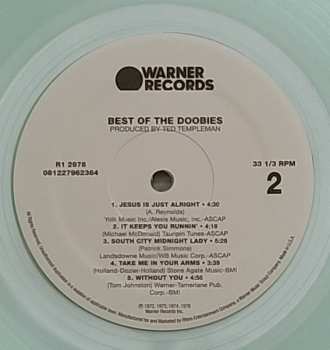 WARNER
RECORDS
BEST OF THE DOOBIES
PRODUCED BY TED TEMPLEMAN
R1 2978
081227962364
33 1/3 RPM
2
1. JESUS IS JUST ALRIGHT • 4:30
(A. Reynolds)
Yolk Music Inc./Alexis Music, Inc.-ASCAP
2. IT KEEPS YOU RUNNIN' • 4:18
(Michael McDonald) Tauripin Tunes-ASCAP
3. SOUTH CITY MIDNIGHT LADY • 5:28
(Patrick Simmons)
Landsdowne Music/WB Music Corp.-ASCAP
4. TAKE ME IN YOUR ARMS • 3:39
(Holland-Dozier-Holland) Stone Agate Music-BMI
5. WITHOUT YOU • 4:56
(Tom Johnston) Warner-Tamerlane Pub.
Corp.-BMI
Ⓟ 1972, 1973, 1974, 1976
Warner Records Inc.